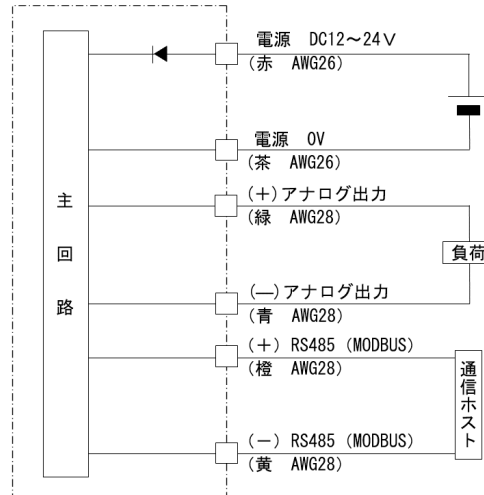 電源 DC12～24V
(赤 AWG26)
電源 0V
(茶 AWG26)
(+)アナログ出力
(緑 AWG28)
主回路
負荷
(―)アナログ出力
(青 AWG28)
(+) RS485 (MODBUS)
(橙 AWG28)
通信ホスト
(－) RS485 (MODBUS)
(黄 AWG28)